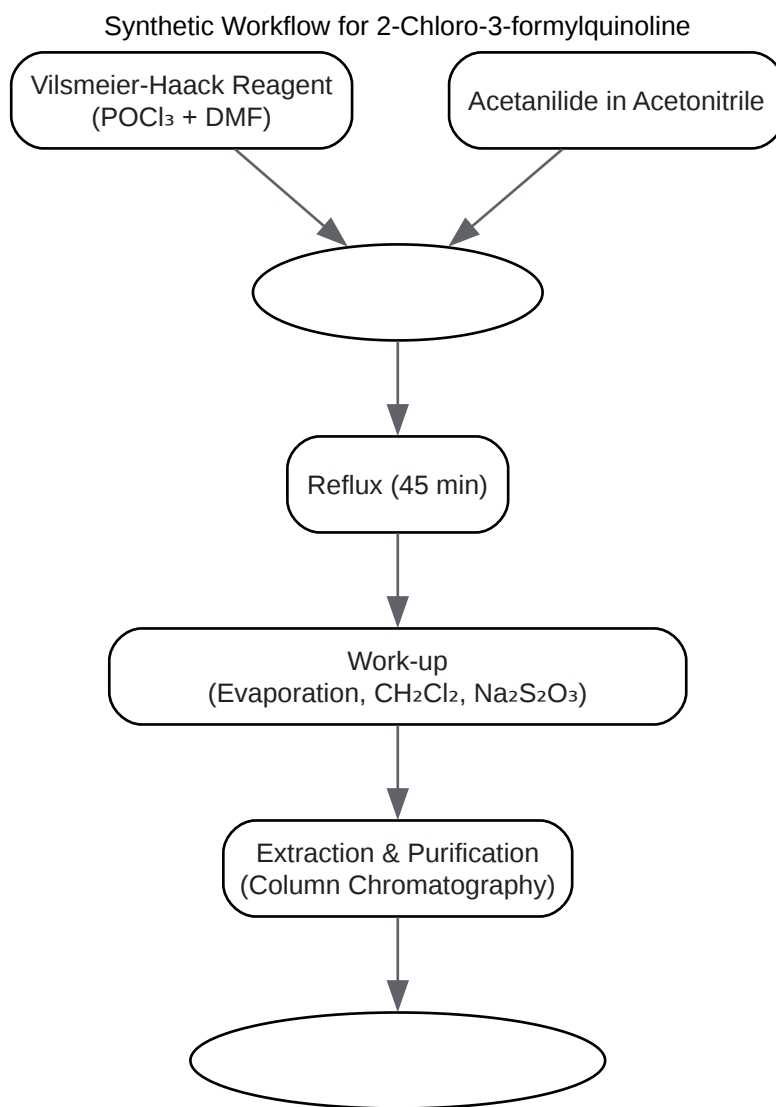 Synthetic Workflow for 2-Chloro-3-formylquinoline
Vilsmeier-Haack Reagent
(POCl₃ + DMF)
Acetanilide in Acetonitrile
Reflux (45 min)
Work-up
(Evaporation, CH₂Cl₂, Na₂S₂O₃)
Extraction & Purification
(Column Chromatography)